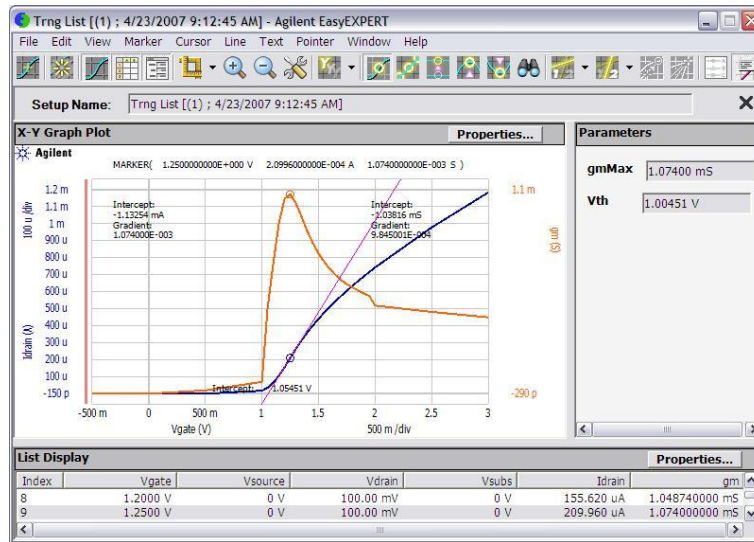 Trng List [(1) ; 4/23/2007 9:12:45 AM] - Agilent EasyEXPERT
File Edit View Marker Cursor Line Text Pointer Window Help
Setup Name: Trng List [(1) ; 4/23/2007 9:12:45 AM]
X-Y Graph Plot Properties...
Agilent
MARKER( 1.2500000000E+000 V 2.0996000000E-004 A 1.0740000000E-003 S )
Intercept:
-1.13254 mA
Gradient:
1.074000E-003
Intercept:
-1.03816 mS
Gradient:
9.845001E-004
Intercept: 1.05451 V
100 u /div
Idrain (A)
1.2 m
1.1 m
1 m
900 u
800 u
700 u
600 u
500 u
400 u
300 u
200 u
100 u
-150 p
1.1 m
gm (S)
-290 p
-500 m 0 500 m 1 1.5 2 2.5 3
Vgate (V) 500 m /div
Parameters
gmMax 1.07400 mS
Vth 1.00451 V
List Display Properties...
Index Vgate Vsource Vdrain Vsubs Idrain gm
8 1.2000 V 0 V 100.00 mV 0 V 155.620 uA 1.048740000 mS
9 1.2500 V 0 V 100.00 mV 0 V 209.960 uA 1.074000000 mS